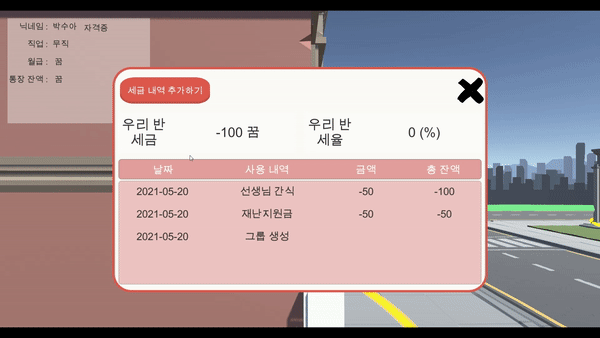 닉네임 : 박수아 자격증
직업 : 무직
월급 : 꿈
통장 잔액 : 꿈
세금 내역 추가하기
우리 반 세금 -100 꿈 우리 반 세율 0 (%)
날짜 사용 내역 금액 총 잔액
2021-05-20 선생님 간식 -50 -100
2021-05-20 재난지원금 -50 -50
2021-05-20 그룹 생성